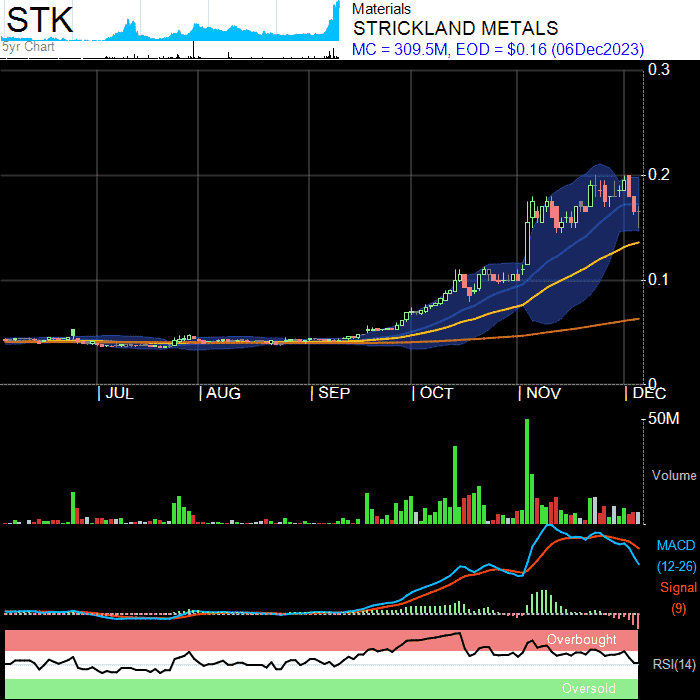 STK
5yr Chart
Materials
STRICKLAND METALS
MC = 309.5M, EOD = $0.16 (06Dec2023)
0.3
0.2
0.1
0
| JUL | AUG | SEP | OCT | NOV | DEC
50M
Volume
MACD
(12-26)
Signal
(9)
Overbought
RSI(14)
Oversold